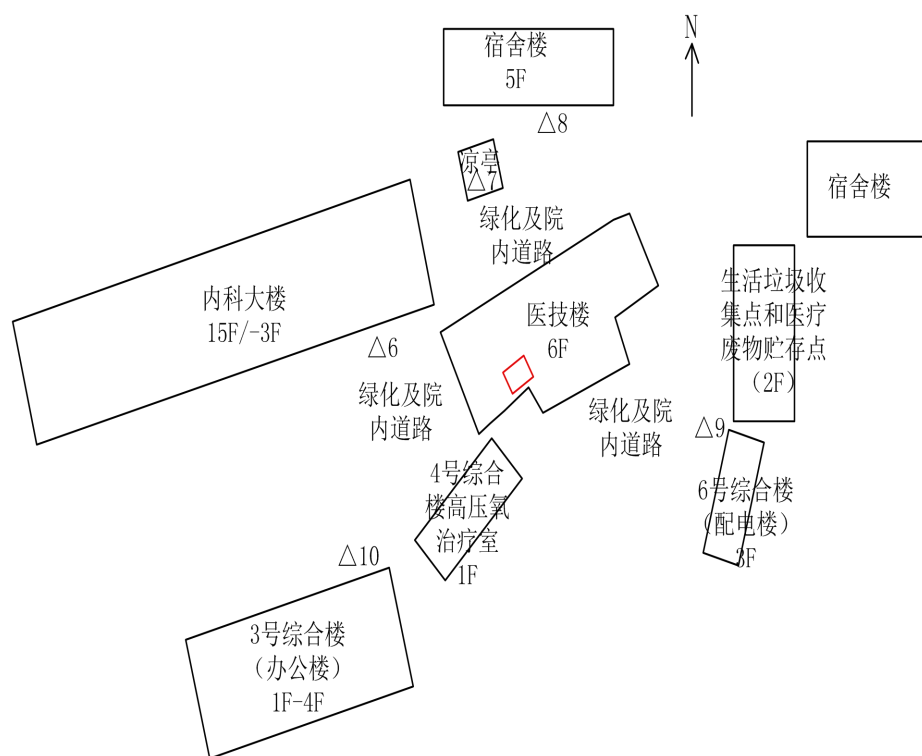 宿舍楼
5F
N
△8
凉亭
△7
宿舍楼
绿化及院
内道路
内科大楼
15F/-3F
医技楼
6F
生活垃圾收
集点和医疗
废物贮存点
（2F）
△6
绿化及院
内道路
绿化及院
内道路
△9
4号综合
楼高压氧
治疗室
1F
6号综合楼
（配电楼）
3F
△10
3号综合楼
（办公楼）
1F-4F